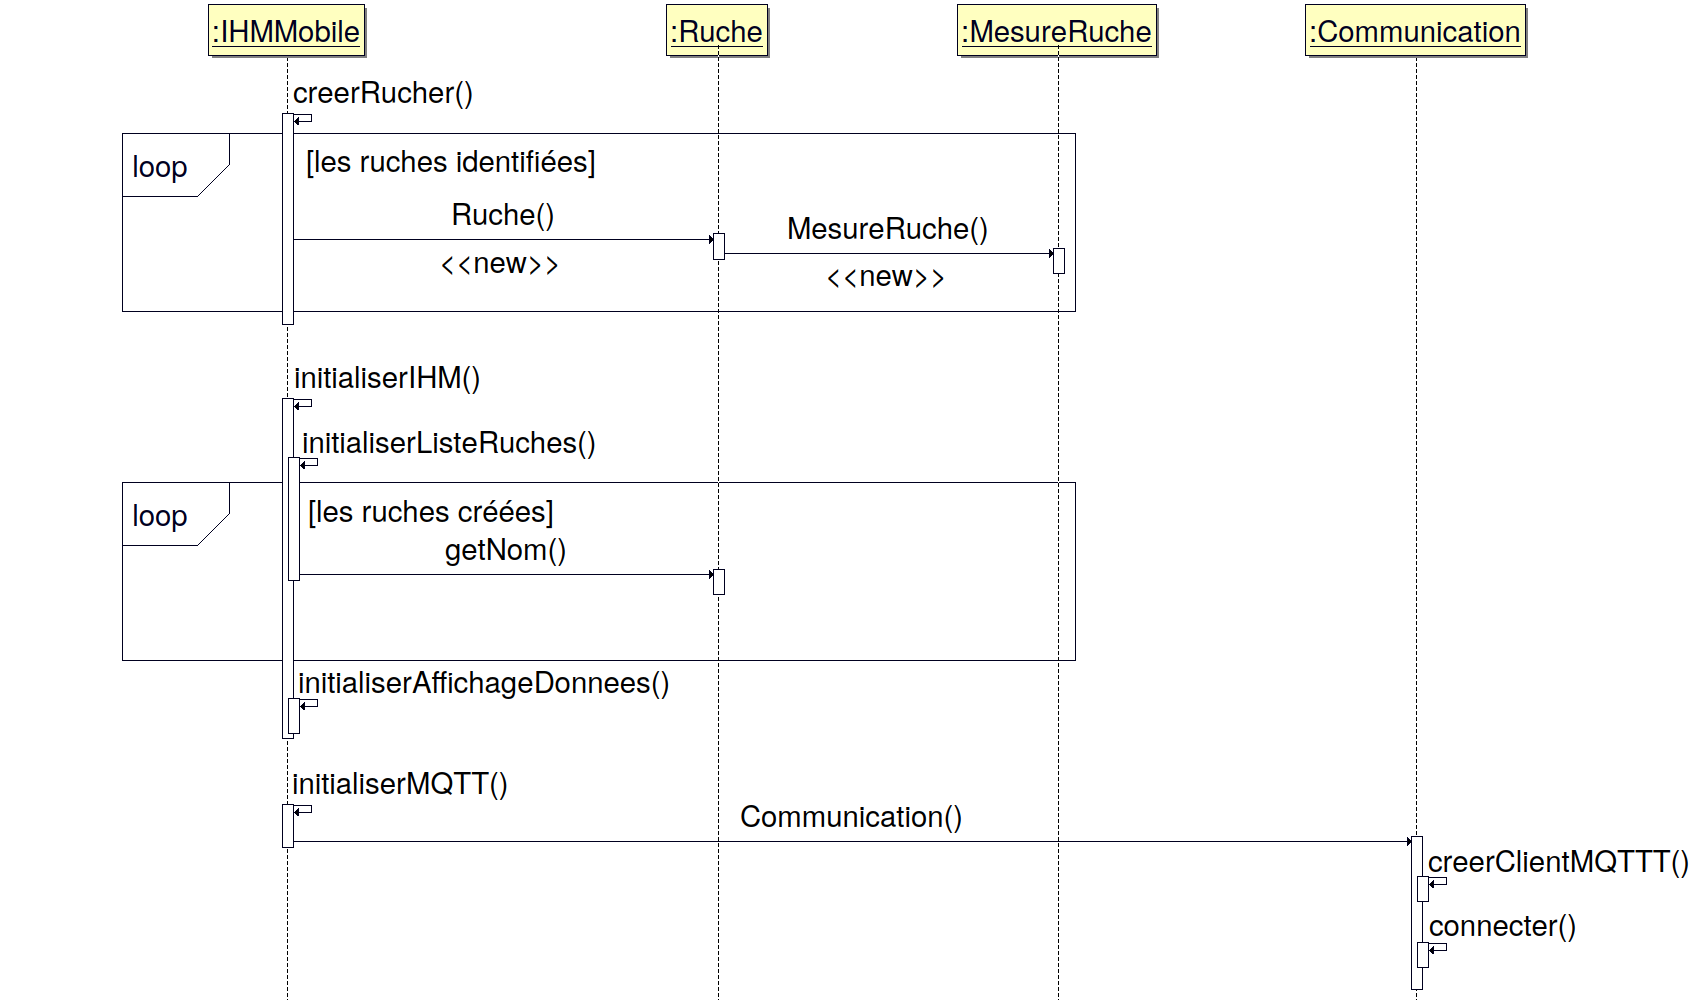 :IHMMobile
:Ruche
:MesureRuche
:Communication
creerRucher()
loop
[les ruches identifiées]
Ruche()
<<new>>
MesureRuche()
<<new>>
initialiserIHM()
initialiserListeRuches()
loop
[les ruches créées]
getNom()
initialiserAffichageDonnees()
initialiserMQTT()
Communication()
creerClientMQTTT()
connecter()